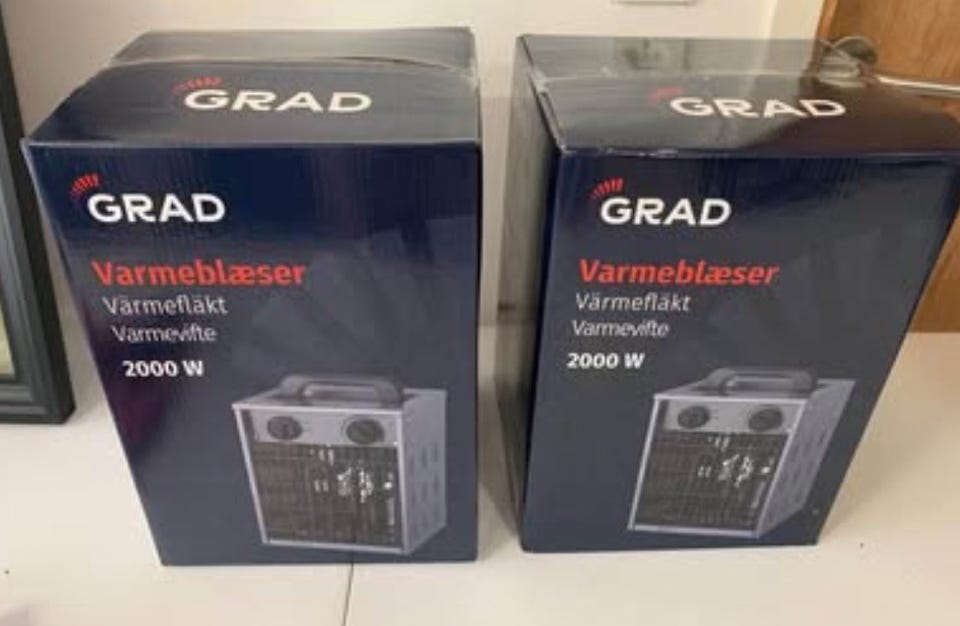 GRAD
GRAD
Varmeblæser
Värmefläkt
Varmevifte
2000 W
GRAD
GRAD
Varmeblæser
Värmefläkt
Varmevifte
2000 W